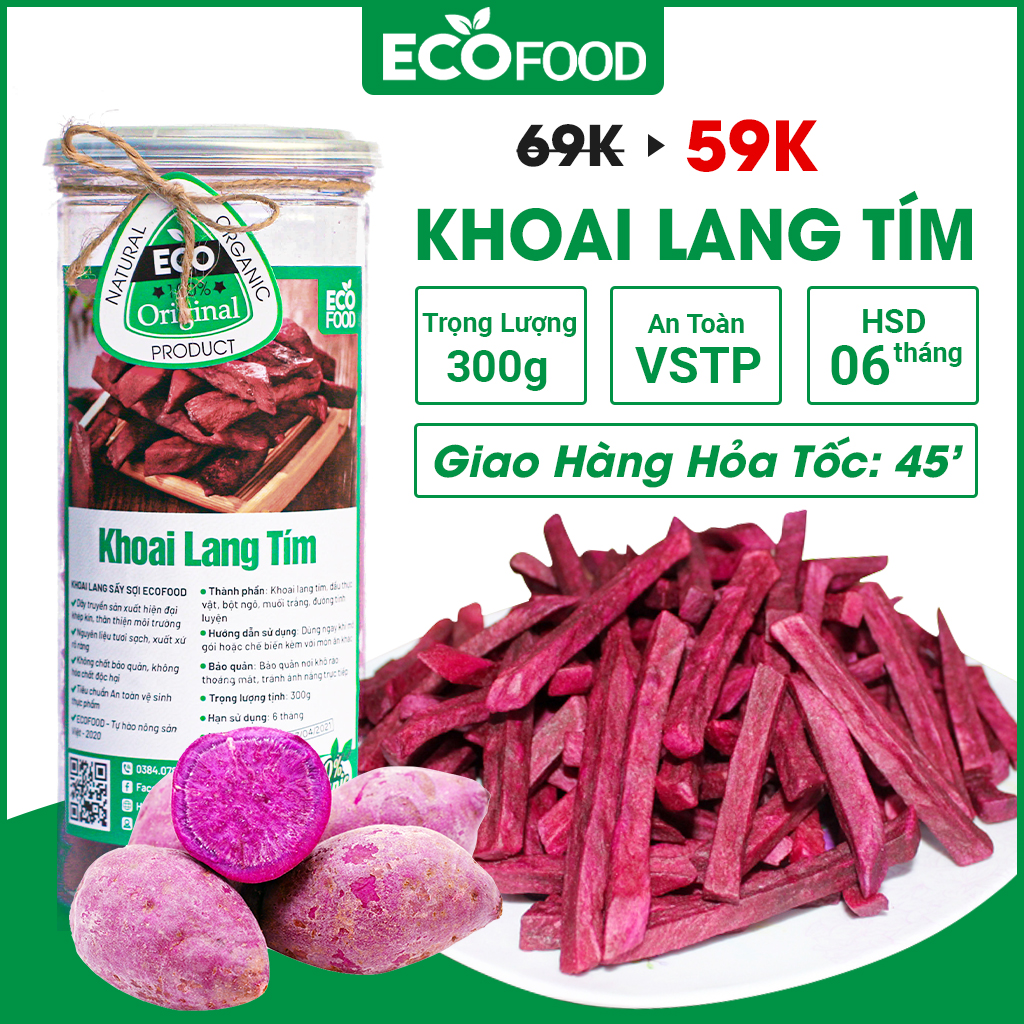 ECOFOOD
69K 59K
KHOAI LANG TÍM
Trọng Lượng
300g
An Toàn
VSTP
HSD
06 tháng
Giao Hàng Hỏa Tốc: 45’
NATURAL
ORGANIC
ECO
100%
Original
PRODUCT
ECO
FOOD
Khoai Lang Tím
KHOAI LANG SẤY SỢI ECOFOOD
Dây truyền sản xuất hiện đại
khép kín, thân thiện môi trường
Nguyên liệu tươi sạch, xuất xứ
rõ ràng
Không chất bảo quản, không
hóa chất độc hại
Tiêu chuẩn An toàn vệ sinh
thực phẩm
ECOFOOD - Tự hào nông sản
Việt - 2020
Thành phần: Khoai lang tím, dầu thực
vật, bột ngô, muối trắng, đường tinh
luyện
Hướng dẫn sử dụng: Dùng ngay khi mở
gói hoặc chế biến kèm với món ăn khác
Bảo quản: Bảo quản nơi khô ráo
thoáng mát, tránh ánh nắng trực tiếp
Trọng lượng tịnh: 300g
Hạn sử dụng: 6 tháng
/04/2021
0384.07